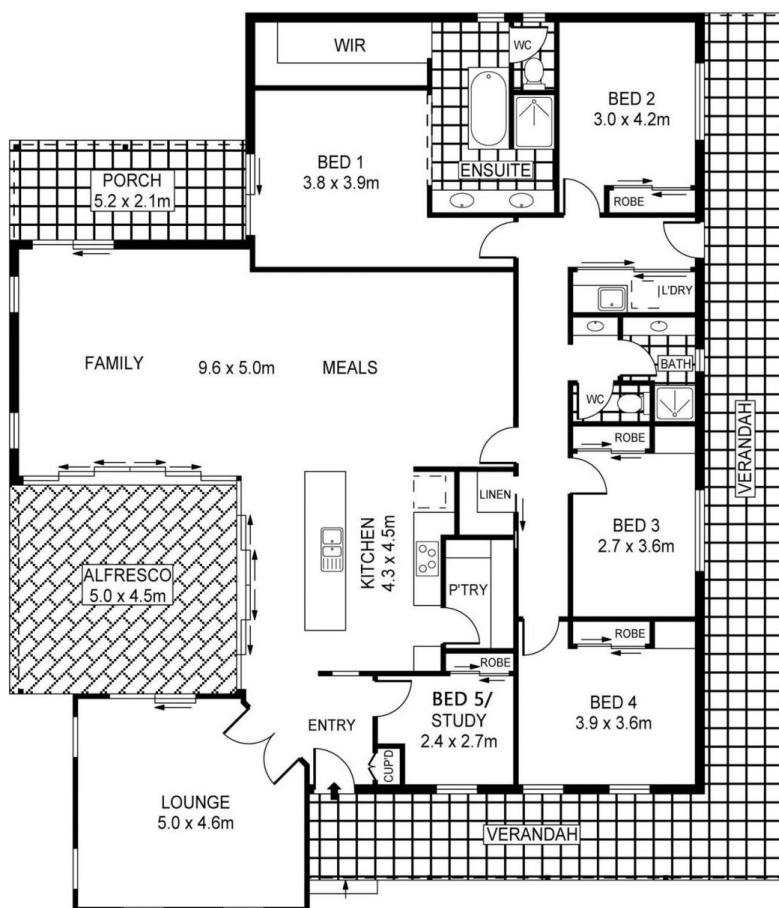 WIR
WC
BED 2
3.0 x 4.2m
BED 1
3.8 x 3.9m
ENSUITE
PORCH
5.2 x 2.1m
ROBE
L'DRY
FAMILY
9.6 x 5.0m
MEALS
BATH
WC
VERANDAH
ROBE
LINEN
BED 3
2.7 x 3.6m
KITCHEN
4.3 x 4.5m
ALFRESCO
5.0 x 4.5m
P'TRY
ROBE
ROBE
BED 5/
STUDY
2.4 x 2.7m
BED 4
3.9 x 3.6m
ENTRY
CUP'D
LOUNGE
5.0 x 4.6m
VERANDAH